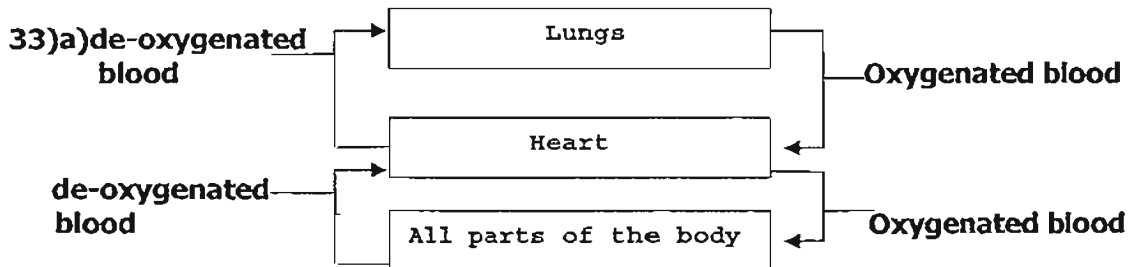 33)a)de-oxygenated
blood
Lungs
Oxygenated blood
Heart
de-oxygenated
blood
All parts of the body
Oxygenated blood